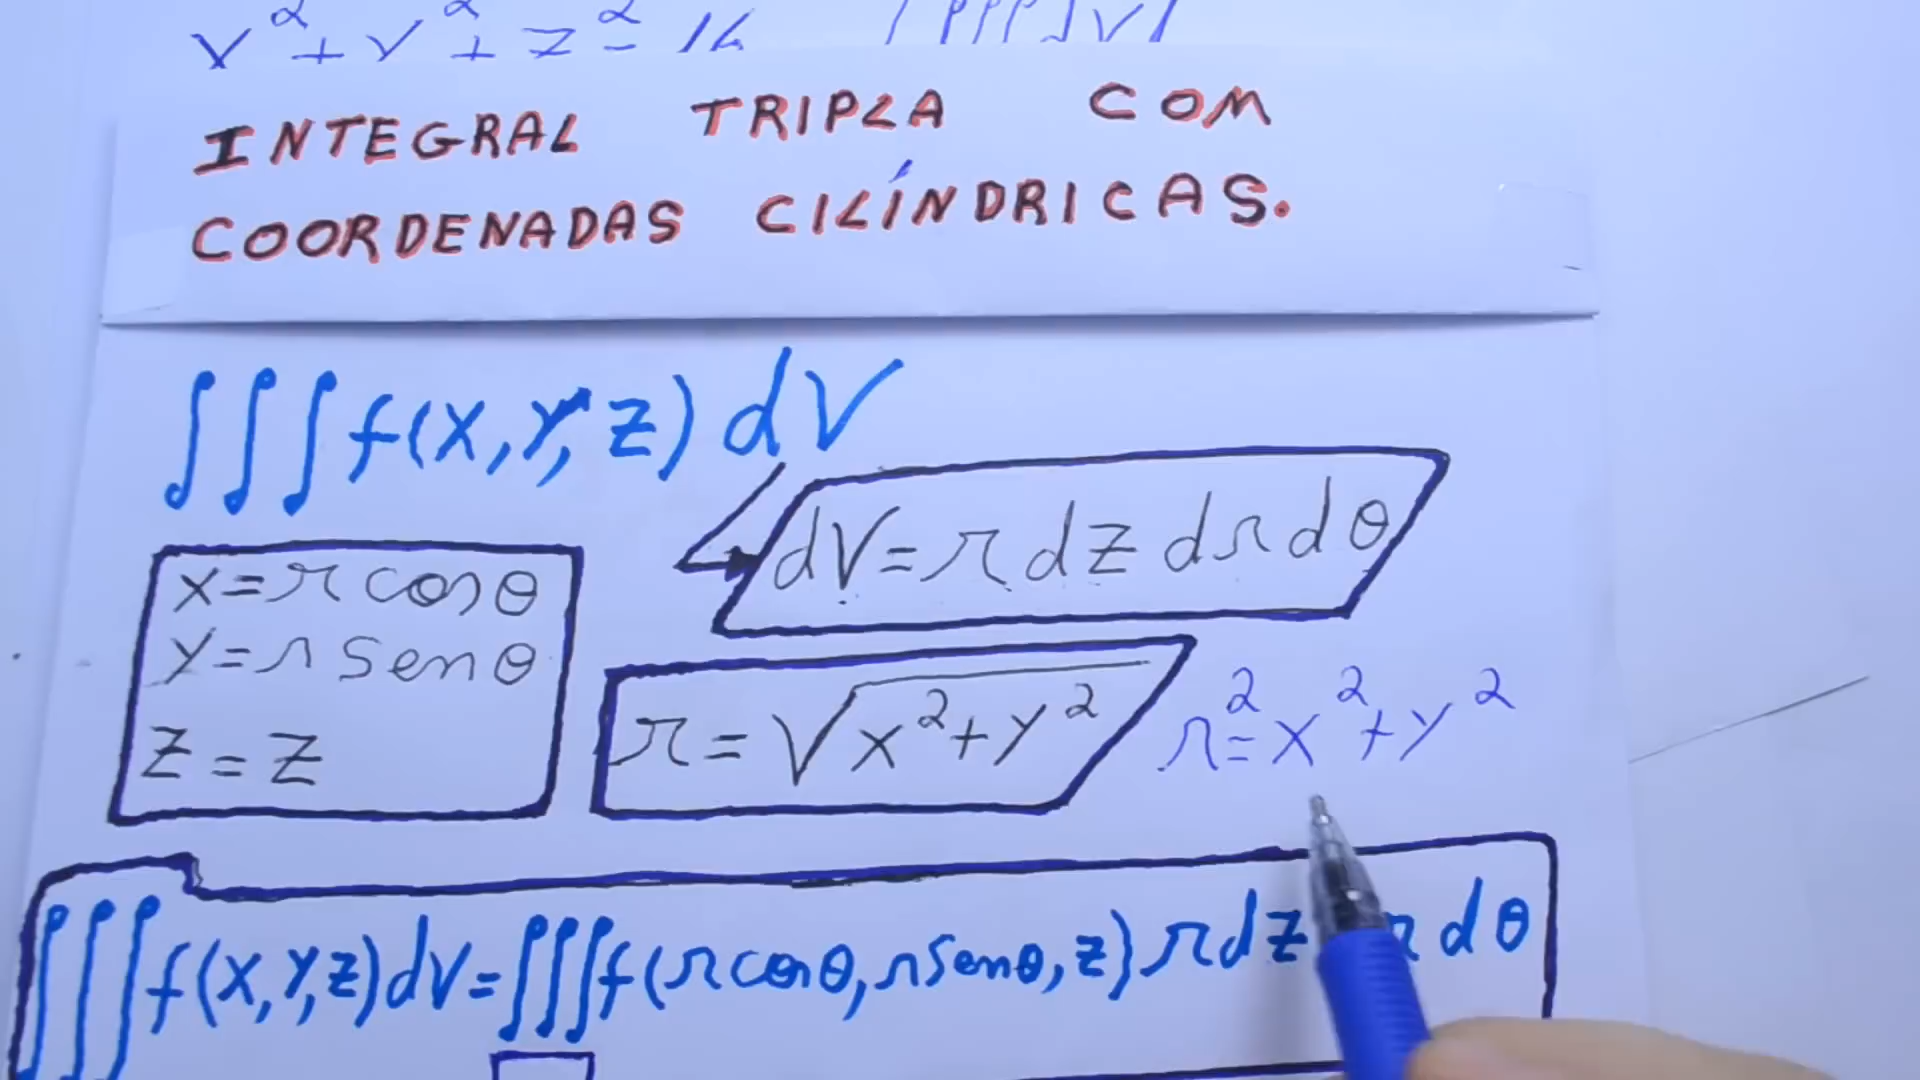 INTEGRAL TRIPLA COM
COORDENADAS CILÍNDRICAS.
∫∫∫ f(x,y,z) dV
dV = r dz dr dθ
x = r cos θ
y = r sen θ
z = z
r = √x²+y²
r² = x² + y²
∫∫∫ f(x,y,z) dV = ∫∫∫ f(r cos θ, r sen θ, z) r dz r dθ